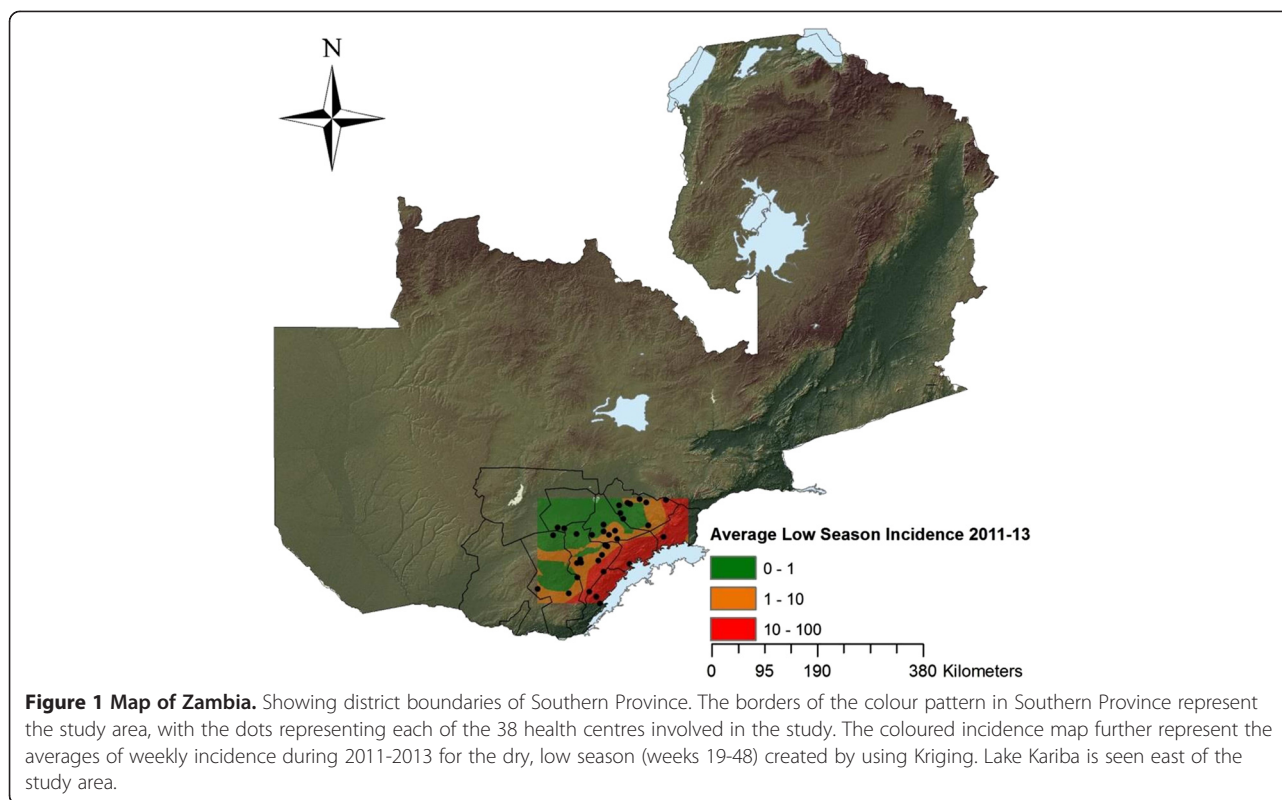 N
Average Low Season Incidence 2011-13
0 - 1
1 - 10
10 - 100
0 95 190 380 Kilometers
Figure 1 Map of Zambia. Showing district boundaries of Southern Province. The borders of the colour pattern in Southern Province represent
the study area, with the dots representing each of the 38 health centres involved in the study. The coloured incidence map further represent the
averages of weekly incidence during 2011-2013 for the dry, low season (weeks 19-48) created by using Kriging. Lake Kariba is seen east of the
study area.